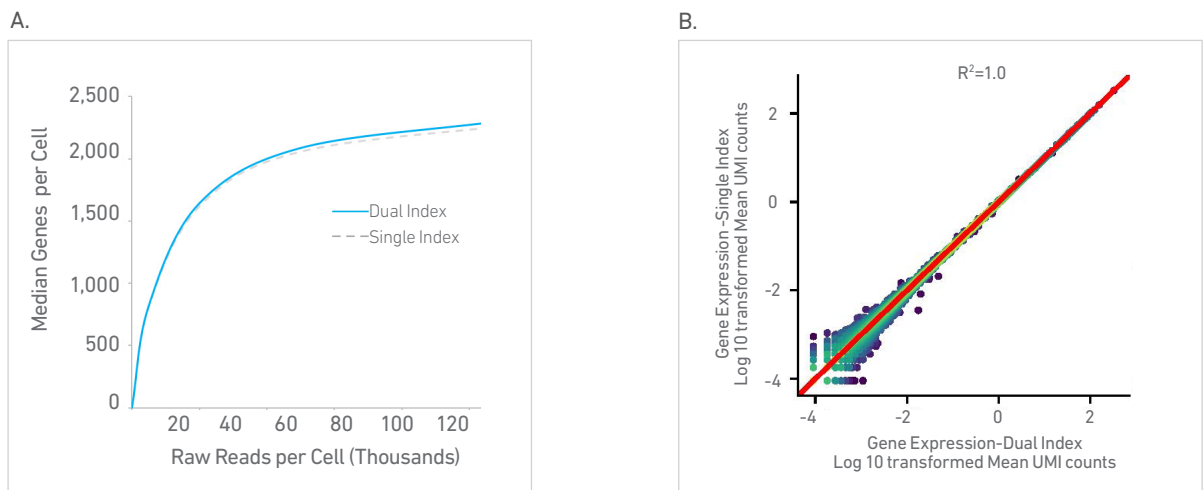 A.
Median Genes per Cell
2,500
2,000
1,500
1,000
500
0
20 40 60 80 100 120
Raw Reads per Cell (Thousands)
Dual Index
Single Index
B.
R²=1.0
Gene Expression -Single Index
Log 10 transformed Mean UMI counts
2
0
-2
-4
-4 -2 0 2
Gene Expression-Dual Index
Log 10 transformed Mean UMI counts